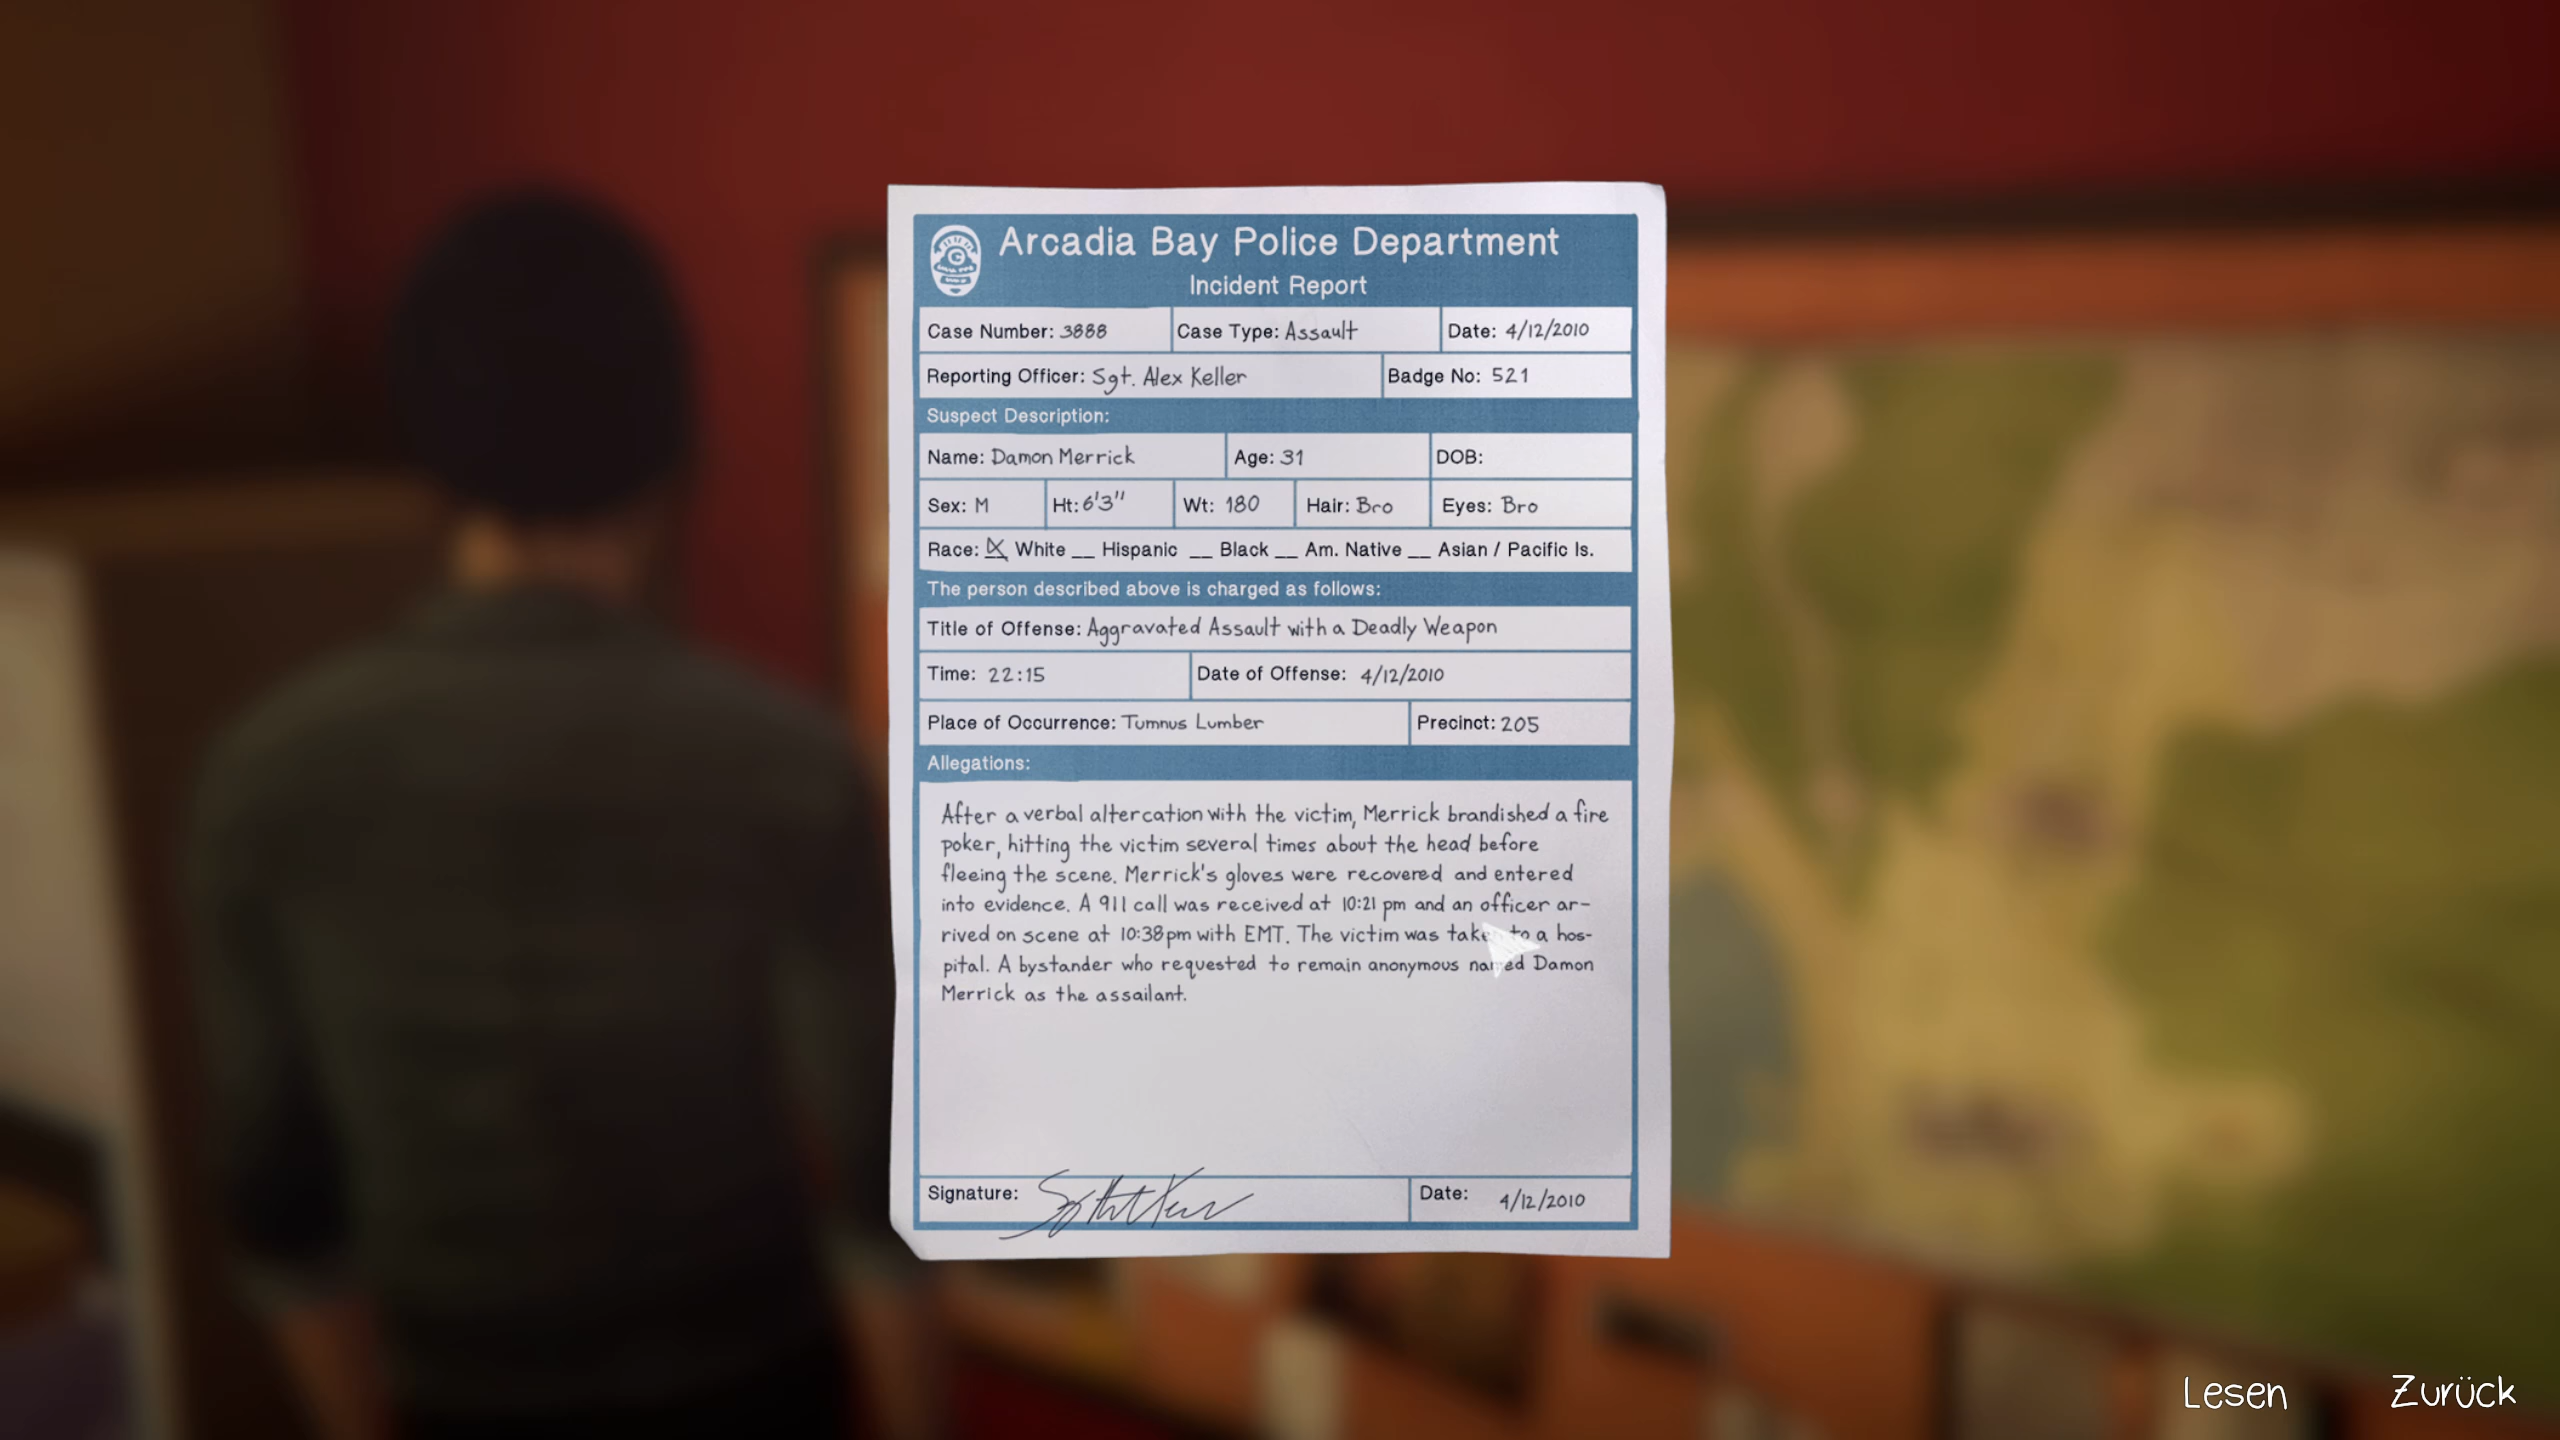 Arcadia Bay Police Department
Incident Report
Case Number: 3888 Case Type: Assault Date: 4/12/2010
Reporting Officer: Sgt. Alex Keller Badge No: 521
Suspect Description:
Name: Damon Merrick Age: 31 DOB:
Sex: M Ht: 6'3" Wt: 180 Hair: Bro Eyes: Bro
Race: X White __ Hispanic __ Black __ Am. Native __ Asian / Pacific Is.
The person described above is charged as follows:
Title of Offense: Aggravated Assault with a Deadly Weapon
Time: 22:15 Date of Offense: 4/12/2010
Place of Occurrence: Tumnus Lumber Precinct: 205
Allegations:
After a verbal altercation with the victim, Merrick brandished a fire
poker, hitting the victim several times about the head before
fleeing the scene. Merrick's gloves were recovered and entered
into evidence. A 911 call was received at 10:21 pm and an officer ar-
rived on scene at 10:38pm with EMT. The victim was taken to a hos-
pital. A bystander who requested to remain anonymous named Damon
Merrick as the assailant.
Signature: Date: 4/12/2010
Lesen Zurück